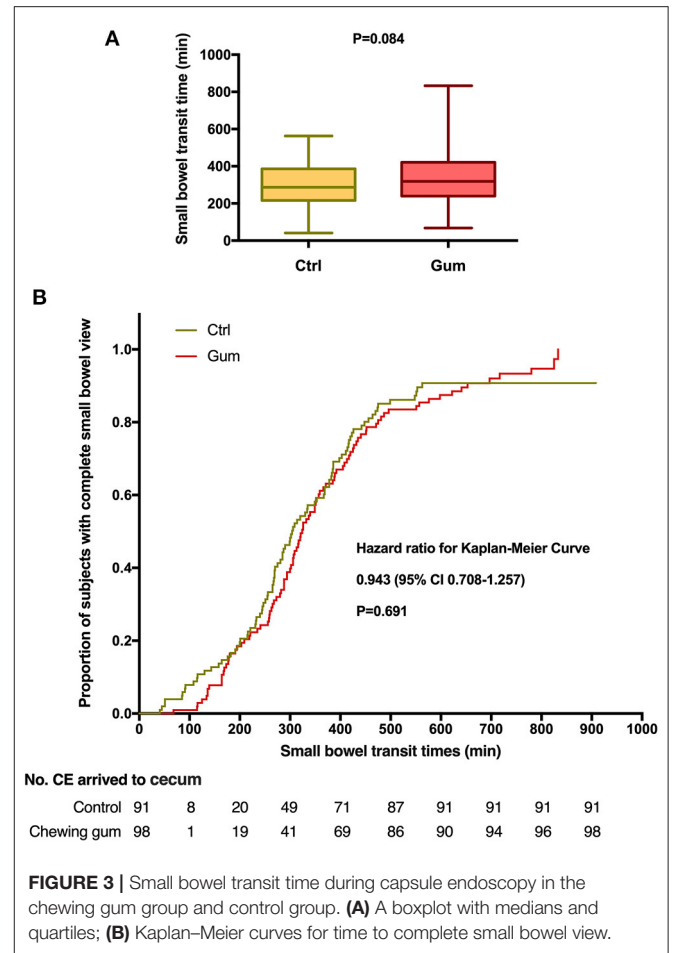 A
P=0.084
Small bowel transit time (min)
1000
800
600
400
200
0
Ctrl
Gum
B
Ctrl
Gum
Proportion of subjects with complete small bowel view
1.0
0.8
0.6
0.4
0.2
0.0
Hazard ratio for Kaplan-Meier Curve
0.943 (95% CI 0.708-1.257)
P=0.691
0 100 200 300 400 500 600 700 800 900 1000
Small bowel transit times (min)
No. CE arrived to cecum
Control 91 8 20 49 71 87 91 91 91 91
Chewing gum 98 1 19 41 69 86 90 94 96 98
FIGURE 3 | Small bowel transit time during capsule endoscopy in the
chewing gum group and control group. (A) A boxplot with medians and
quartiles; (B) Kaplan–Meier curves for time to complete small bowel view.